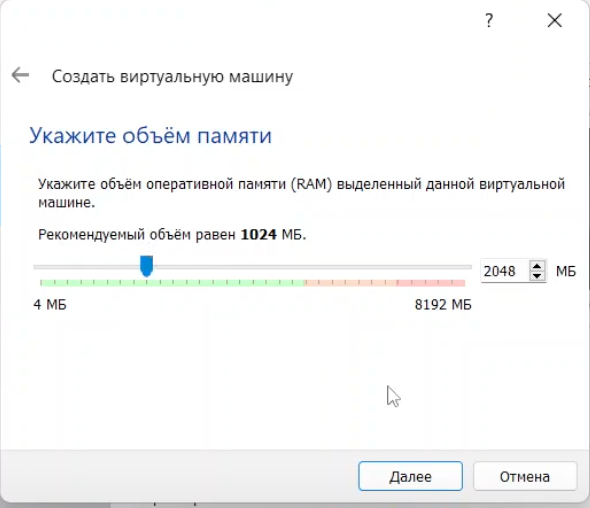 ?
Создать виртуальную машину
Укажите объём памяти
Укажите объём оперативной памяти (RAM) выделенный данной виртуальной
машине.
Рекомендуемый объём равен 1024 МБ.
2048 МБ
4 МБ 8192 МБ
Далее Отмена